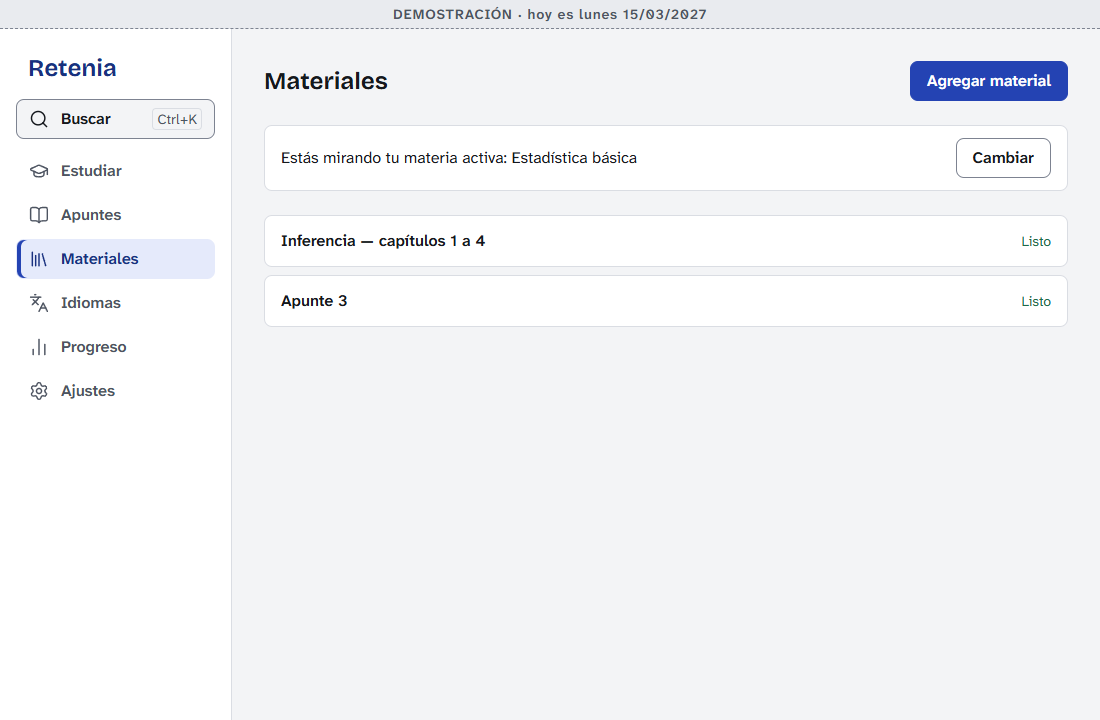 DEMOSTRACIÓN · hoy es lunes 15/03/2027
Retenia
Buscar Ctrl+K
Estudiar
Apuntes
Materiales
Idiomas
Progreso
Ajustes
Materiales
Agregar material
Estás mirando tu materia activa: Estadística básica
Cambiar
Inferencia — capítulos 1 a 4
Listo
Apunte 3
Listo